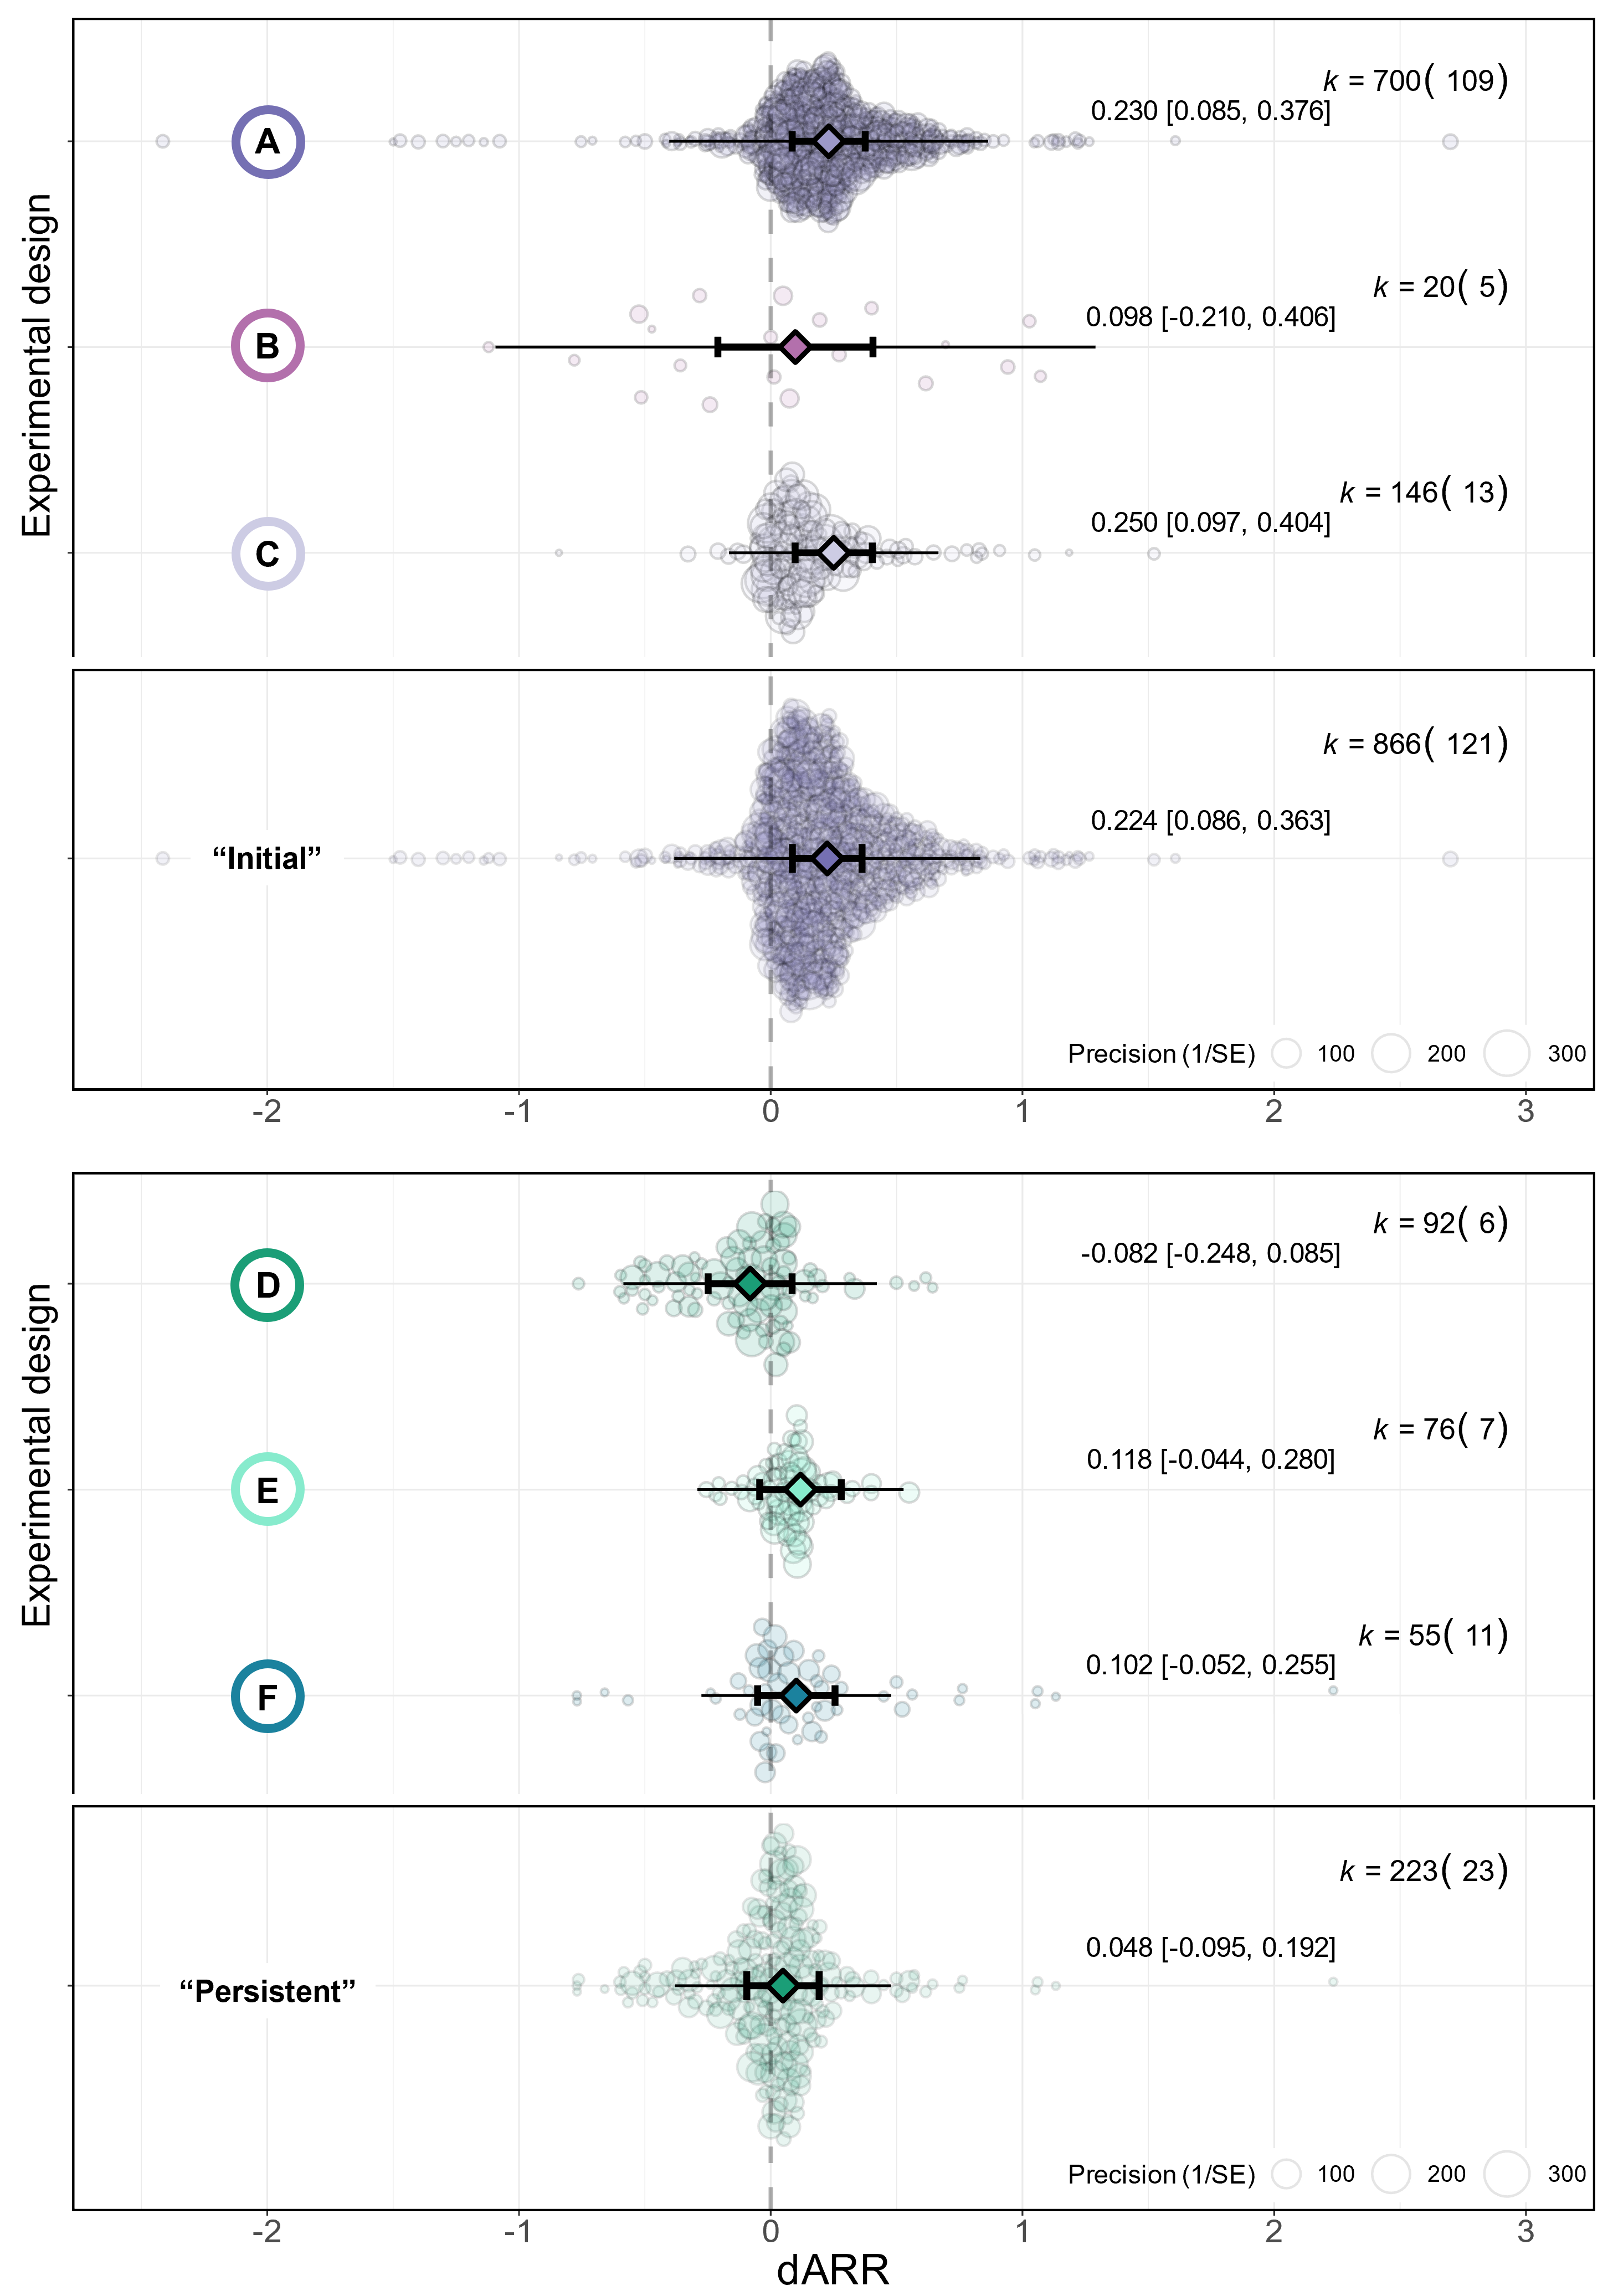 Experimental design
A
k = 700( 109)
0.230 [0.085, 0.376]
B
k = 20( 5)
0.098 [-0.210, 0.406]
C
k = 146( 13)
0.250 [0.097, 0.404]
“Initial”
k = 866( 121)
0.224 [0.086, 0.363]
Precision (1/SE) 100 200 300
-2 -1 0 1 2 3
Experimental design
D
k = 92( 6)
-0.082 [-0.248, 0.085]
E
k = 76( 7)
0.118 [-0.044, 0.280]
F
k = 55( 11)
0.102 [-0.052, 0.255]
“Persistent”
k = 223( 23)
0.048 [-0.095, 0.192]
Precision (1/SE) 100 200 300
-2 -1 0 1 2 3
dARR